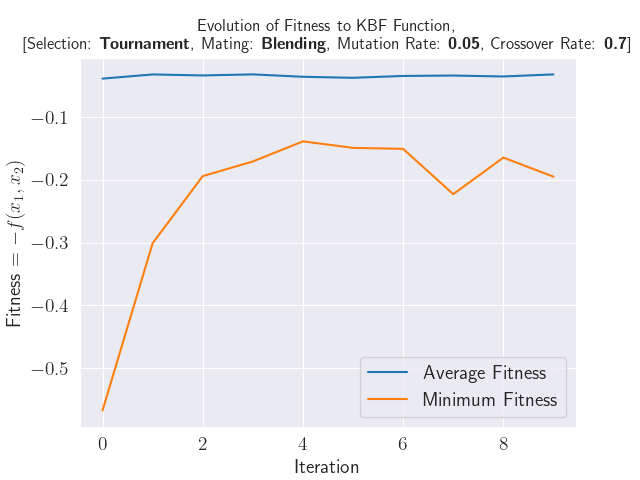 Evolution of Fitness to KBF Function,
[Selection: Tournament, Mating: Blending, Mutation Rate: 0.05, Crossover Rate: 0.7]
Fitness = −f(x₁, x₂)
−0.1
−0.2
−0.3
−0.4
−0.5
Average Fitness
Minimum Fitness
0 2 4 6 8
Iteration